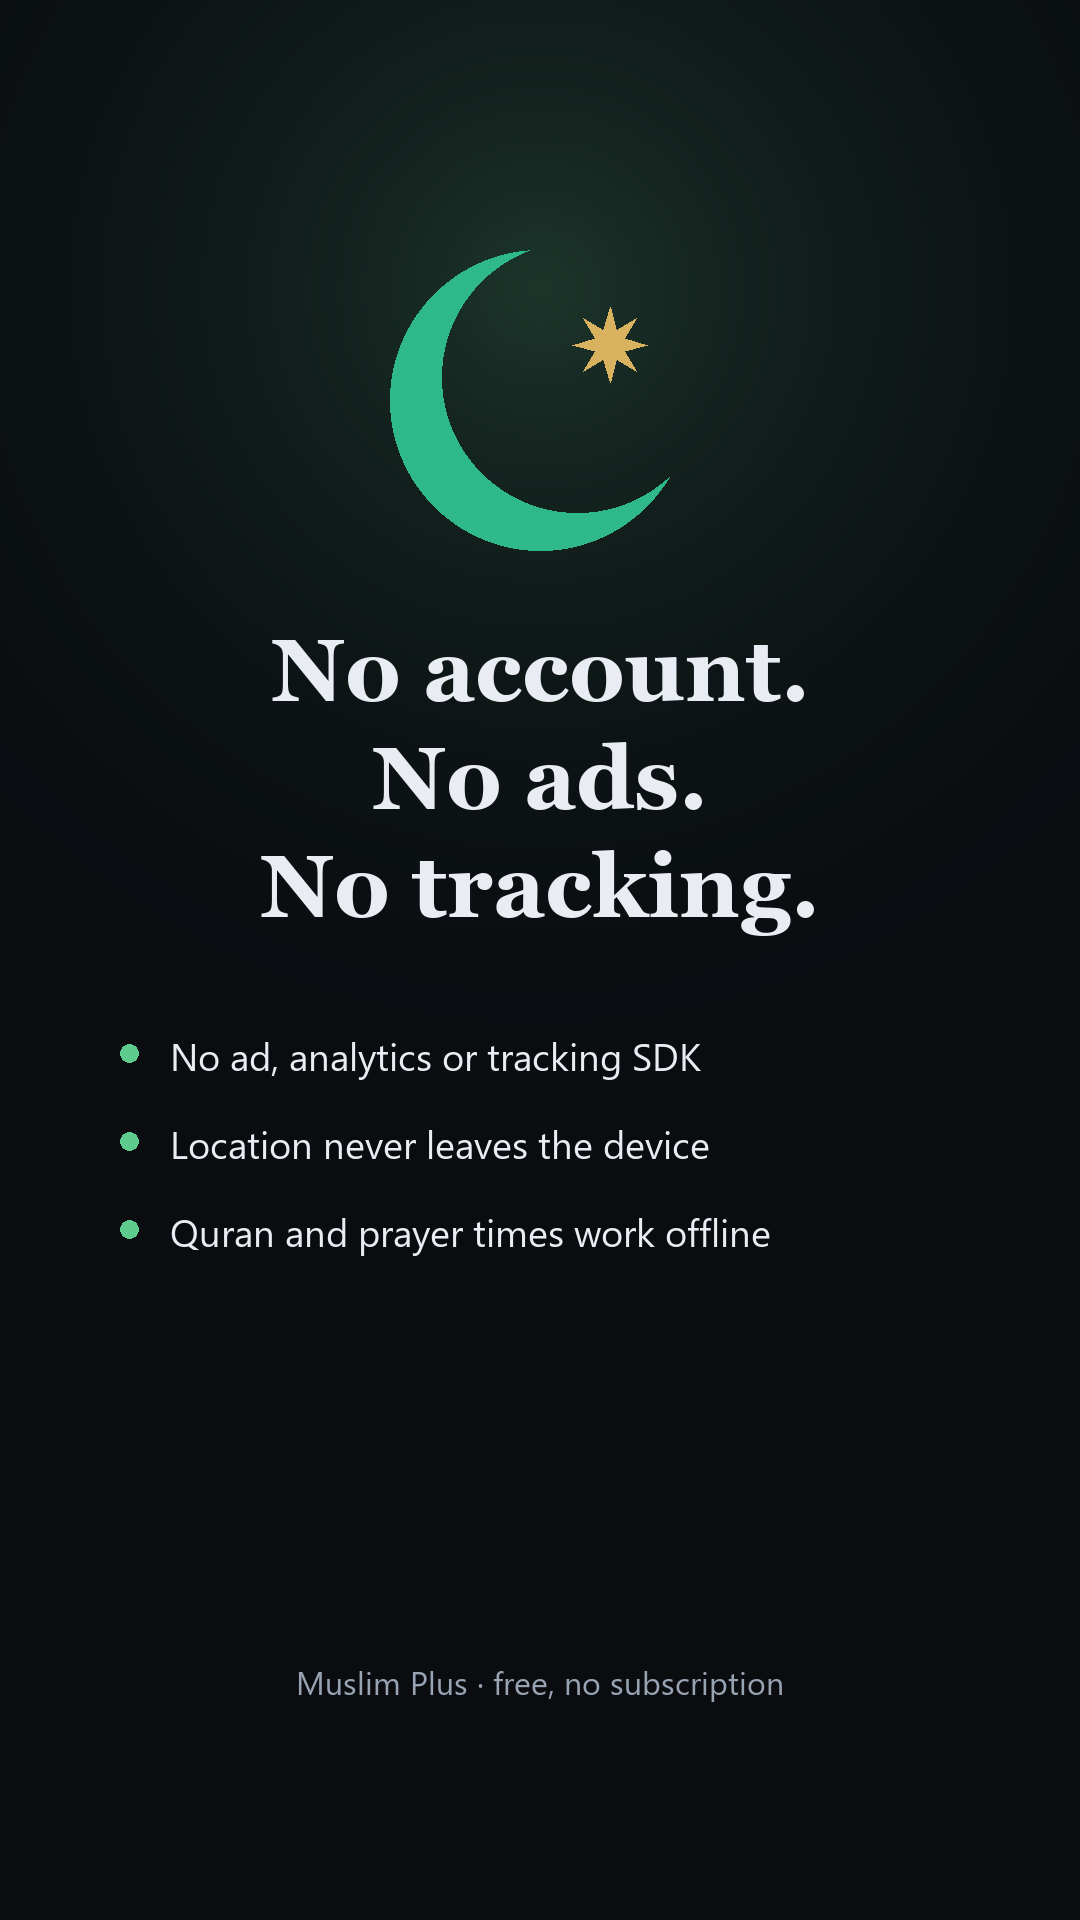 No account.
No ads.
No tracking.
No ad, analytics or tracking SDK
Location never leaves the device
Quran and prayer times work offline
Muslim Plus · free, no subscription